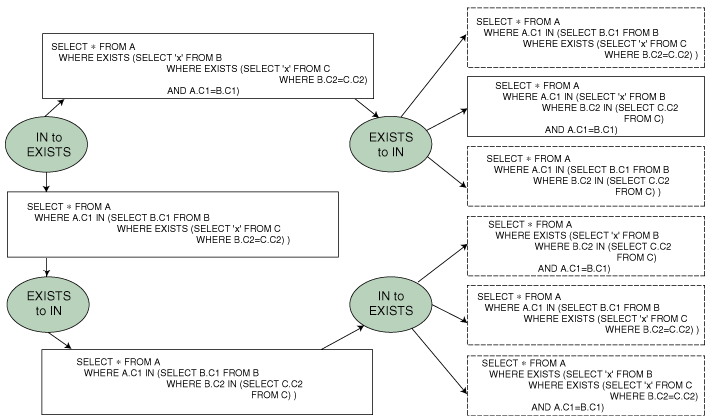 SELECT * FROM A
WHERE EXISTS (SELECT 'x' FROM B
WHERE EXISTS (SELECT 'x' FROM C
WHERE B.C2=C.C2)
AND A.C1=B.C1)
IN to
EXISTS
SELECT * FROM A
WHERE A.C1 IN (SELECT B.C1 FROM B
WHERE EXISTS (SELECT 'x' FROM C
WHERE B.C2=C.C2) )
EXISTS
to IN
SELECT * FROM A
WHERE A.C1 IN (SELECT B.C1 FROM B
WHERE B.C2 IN (SELECT C.C2
FROM C) )
EXISTS
to IN
IN to
EXISTS
SELECT * FROM A
WHERE A.C1 IN (SELECT B.C1 FROM B
WHERE EXISTS (SELECT 'x' FROM C
WHERE B.C2=C.C2) )
SELECT * FROM A
WHERE A.C1 IN (SELECT 'x' FROM B
WHERE B.C2 IN (SELECT C.C2
FROM C)
AND A.C1=B.C1)
SELECT * FROM A
WHERE A.C1 IN (SELECT B.C1 FROM B
WHERE B.C2 IN (SELECT C.C2
FROM C) )
SELECT * FROM A
WHERE EXISTS (SELECT 'x' FROM B
WHERE B.C2 IN (SELECT C.C2
FROM C)
AND A.C1=B.C1)
SELECT * FROM A
WHERE A.C1 IN (SELECT B.C1 FROM B
WHERE EXISTS (SELECT 'x' FROM C
WHERE B.C2=C.C2) )
SELECT * FROM A
WHERE EXISTS (SELECT 'x' FROM B
WHERE EXISTS (SELECT 'x' FROM C
WHERE B.C2=C.C2)
AND A.C1=B.C1)